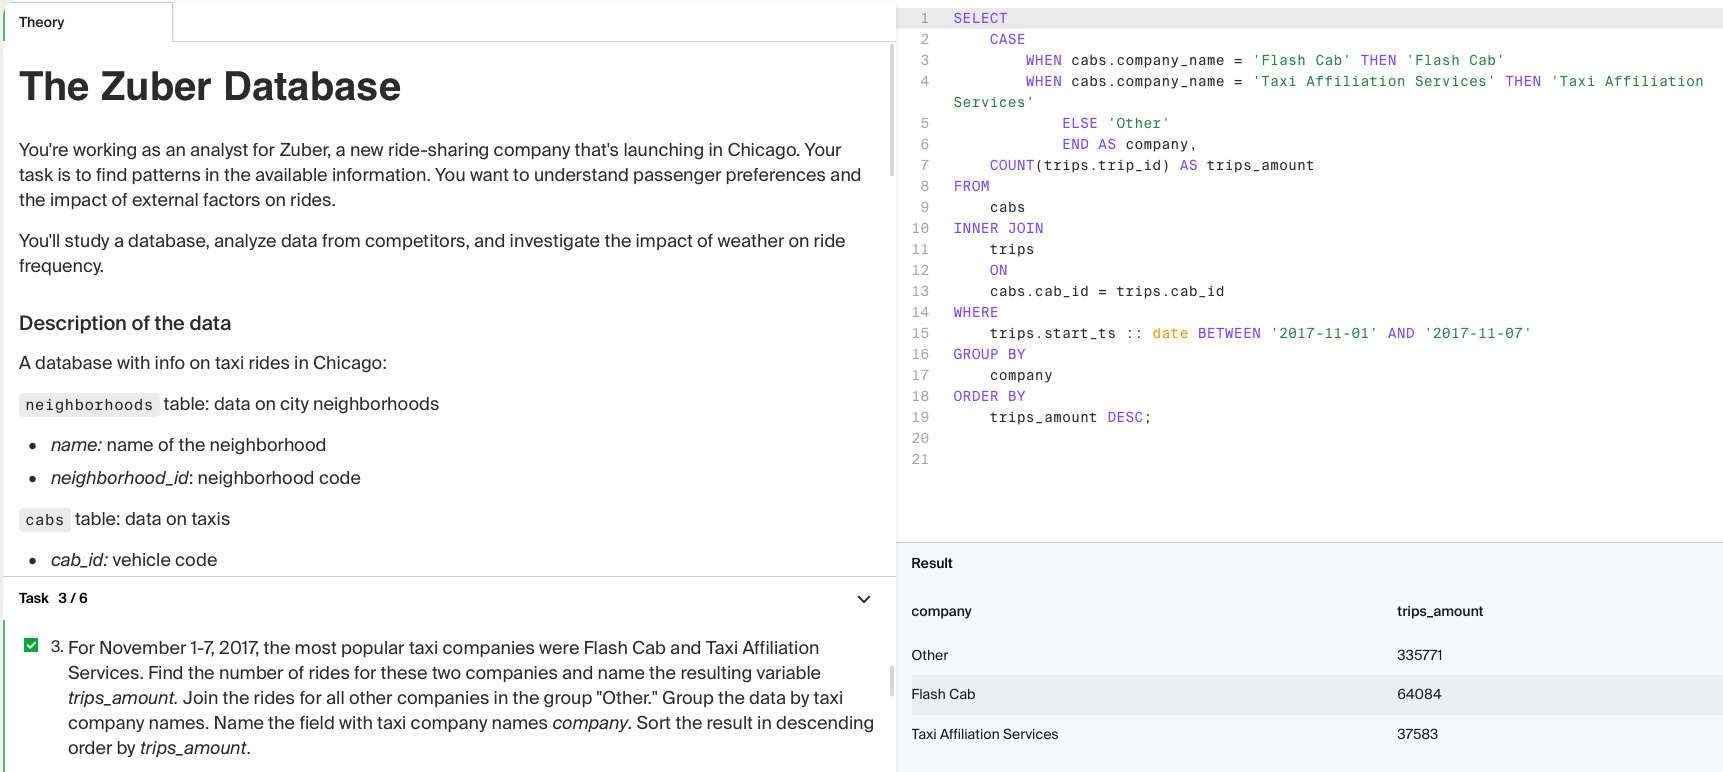 Theory
The Zuber Database
You're working as an analyst for Zuber, a new ride-sharing company that's launching in Chicago. Your
task is to find patterns in the available information. You want to understand passenger preferences and
the impact of external factors on rides.
You'll study a database, analyze data from competitors, and investigate the impact of weather on ride
frequency.
Description of the data
A database with info on taxi rides in Chicago:
neighborhoods table: data on city neighborhoods
• name: name of the neighborhood
• neighborhood_id: neighborhood code
cabs table: data on taxis
• cab_id: vehicle code
Task 3 / 6
3. For November 1-7, 2017, the most popular taxi companies were Flash Cab and Taxi Affiliation
Services. Find the number of rides for these two companies and name the resulting variable
trips_amount. Join the rides for all other companies in the group "Other." Group the data by taxi
company names. Name the field with taxi company names company. Sort the result in descending
order by trips_amount.
1 SELECT
2 CASE
3 WHEN cabs.company_name = 'Flash Cab' THEN 'Flash Cab'
4 WHEN cabs.company_name = 'Taxi Affiliation Services' THEN 'Taxi Affiliation
Services'
5 ELSE 'Other'
6 END AS company,
7 COUNT(trips.trip_id) AS trips_amount
8 FROM
9 cabs
10 INNER JOIN
11 trips
12 ON
13 cabs.cab_id = trips.cab_id
14 WHERE
15 trips.start_ts :: date BETWEEN '2017-11-01' AND '2017-11-07'
16 GROUP BY
17 company
18 ORDER BY
19 trips_amount DESC;
20
21
Result
company trips_amount
Other 335771
Flash Cab 64084
Taxi Affiliation Services 37583